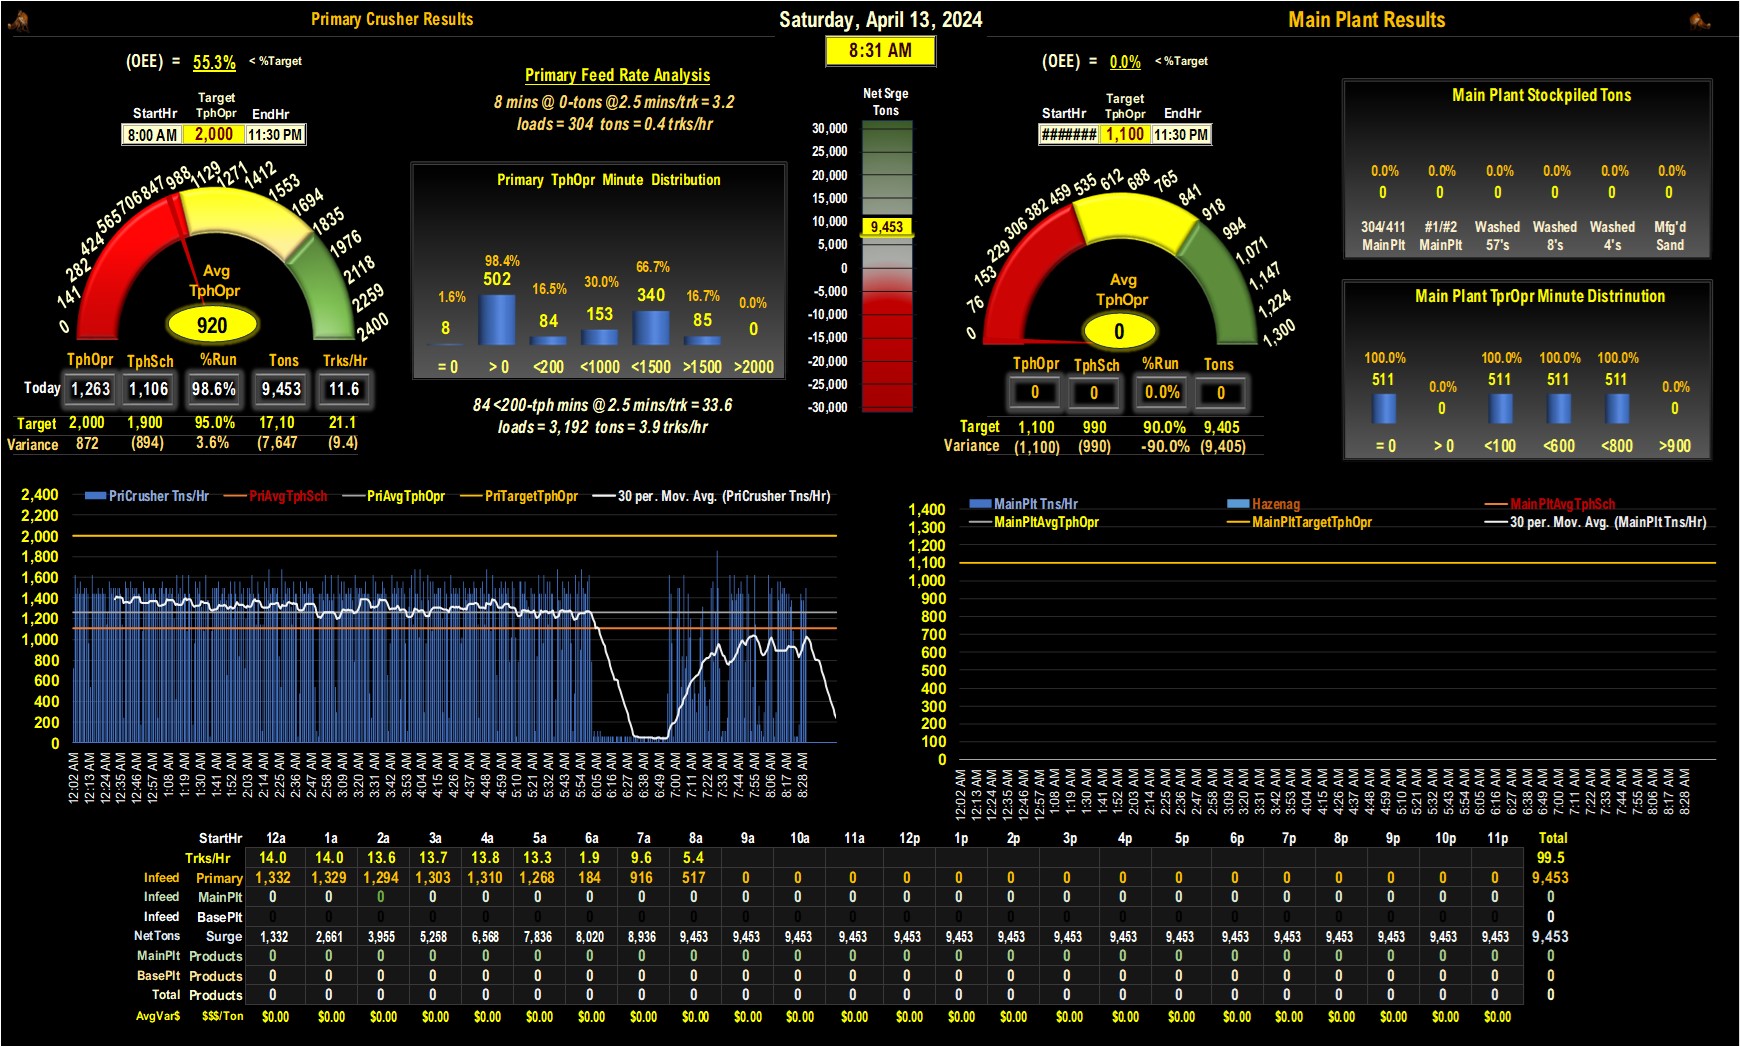 Primary Crusher Results
Saturday, April 13, 2024
Main Plant Results
8:31 AM
(OEE) = 55.3% < %Target
Target
StartHr TphOpr EndHr
8:00 AM 2,000 11:30 PM
0 141 282 424 565 706 847 988 1129 1271 1412 1553 1694 1835 1976 2118 2259 2400
Avg
TphOpr
920
TphOpr TphSch %Run Tons Trks/Hr
Today 1,263 1,106 98.6% 9,453 11.6
Target 2,000 1,900 95.0% 17,10 21.1
Variance 872 (894) 3.6% (7,647 (9.4)
Primary Feed Rate Analysis
8 mins @ 0-tons @2.5 mins/trk = 3.2
loads = 304 tons = 0.4 trks/hr
Primary TphOpr Minute Distribution
1.6% 98.4% 16.5% 30.0% 66.7% 16.7% 0.0%
8 502 84 153 340 85 0
= 0 > 0 <200 <1000 <1500 >1500 >2000
84 <200-tph mins @ 2.5 mins/trk = 33.6
loads = 3,192 tons = 3.9 trks/hr
Net Srge
Tons
30,000
25,000
20,000
15,000
10,000
9,453
5,000
0
-5,000
-10,000
-15,000
-20,000
-25,000
-30,000
(OEE) = 0.0% < %Target
Target
StartHr TphOpr EndHr
####### 1,100 11:30 PM
0 76 153 229 306 382 459 535 612 688 765 841 918 994 1,071 1,147 1,224 1,300
Avg
TphOpr
0
TphOpr TphSch %Run Tons
0 0 0.0% 0
Target 1,100 990 90.0% 9,405
Variance (1,100) (990) -90.0% (9,405)
Main Plant Stockpiled Tons
0.0% 0.0% 0.0% 0.0% 0.0% 0.0%
0 0 0 0 0 0
304/411 #1/#2 Washed Washed Washed Mfg'd
MainPlt MainPlt 57's 8's 4's Sand
Main Plant TprOpr Minute Distrinution
100.0% 0.0% 100.0% 100.0% 100.0% 0.0%
511 0 511 511 511 0
= 0 > 0 <100 <600 <800 >900
PriCrusher Tns/Hr PriAvgTphSch PriAvgTphOpr PriTargetTphOpr 30 per. Mov. Avg. (PriCrusher Tns/Hr)
2,400
2,200
2,000
1,800
1,600
1,400
1,200
1,000
800
600
400
200
0
12:02 AM 12:13 AM 12:24 AM 12:35 AM 12:46 AM 12:57 AM 1:08 AM 1:19 AM 1:30 AM 1:41 AM 1:52 AM 2:03 AM 2:14 AM 2:25 AM 2:36 AM 2:47 AM 2:58 AM 3:09 AM 3:20 AM 3:31 AM 3:42 AM 3:53 AM 4:04 AM 4:15 AM 4:26 AM 4:37 AM 4:48 AM 4:59 AM 5:10 AM 5:21 AM 5:32 AM 5:43 AM 5:54 AM 6:05 AM 6:16 AM 6:27 AM 6:38 AM 6:49 AM 7:00 AM 7:11 AM 7:22 AM 7:33 AM 7:44 AM 7:55 AM 8:06 AM 8:17 AM 8:28 AM
MainPlt Tns/Hr Hazenag MainPltAvgTphSch
MainPltAvgTphOpr MainPltTargetTphOpr 30 per. Mov. Avg. (MainPlt Tns/Hr)
1,400
1,300
1,200
1,100
1,000
900
800
700
600
500
400
300
200
100
0
12:02 AM 12:13 AM 12:24 AM 12:35 AM 12:46 AM 12:57 AM 1:08 AM 1:19 AM 1:30 AM 1:41 AM 1:52 AM 2:03 AM 2:14 AM 2:25 AM 2:36 AM 2:47 AM 2:58 AM 3:09 AM 3:20 AM 3:31 AM 3:42 AM 3:53 AM 4:04 AM 4:15 AM 4:26 AM 4:37 AM 4:48 AM 4:59 AM 5:10 AM 5:21 AM 5:32 AM 5:43 AM 5:54 AM 6:05 AM 6:16 AM 6:27 AM 6:38 AM 6:49 AM 7:00 AM 7:11 AM 7:22 AM 7:33 AM 7:44 AM 7:55 AM 8:06 AM 8:17 AM 8:28 AM
StartHr 12a 1a 2a 3a 4a 5a 6a 7a 8a 9a 10a 11a 12p 1p 2p 3p 4p 5p 6p 7p 8p 9p 10p 11p Total
Trks/Hr 14.0 14.0 13.6 13.7 13.8 13.3 1.9 9.6 5.4 99.5
Infeed Primary 1,332 1,329 1,294 1,303 1,310 1,268 184 916 517 0 0 0 0 0 0 0 0 0 0 0 0 0 0 0 9,453
Infeed MainPlt 0 0 0 0 0 0 0 0 0 0 0 0 0 0 0 0 0 0 0 0 0 0 0 0 0
Infeed BasePlt 0 0 0 0 0 0 0 0 0 0 0 0 0 0 0 0 0 0 0 0 0 0 0 0 0
NetTons Surge 1,332 2,661 3,955 5,258 6,568 7,836 8,020 8,936 9,453 9,453 9,453 9,453 9,453 9,453 9,453 9,453 9,453 9,453 9,453 9,453 9,453 9,453 9,453 9,453 9,453
MainPlt Products 0 0 0 0 0 0 0 0 0 0 0 0 0 0 0 0 0 0 0 0 0 0 0 0 0
BasePlt Products 0 0 0 0 0 0 0 0 0 0 0 0 0 0 0 0 0 0 0 0 0 0 0 0 0
Total Products 0 0 0 0 0 0 0 0 0 0 0 0 0 0 0 0 0 0 0 0 0 0 0 0 0
AvgVar$ $$$/Ton $0.00 $0.00 $0.00 $0.00 $0.00 $0.00 $0.00 $0.00 $0.00 $0.00 $0.00 $0.00 $0.00 $0.00 $0.00 $0.00 $0.00 $0.00 $0.00 $0.00 $0.00 $0.00 $0.00 $0.00